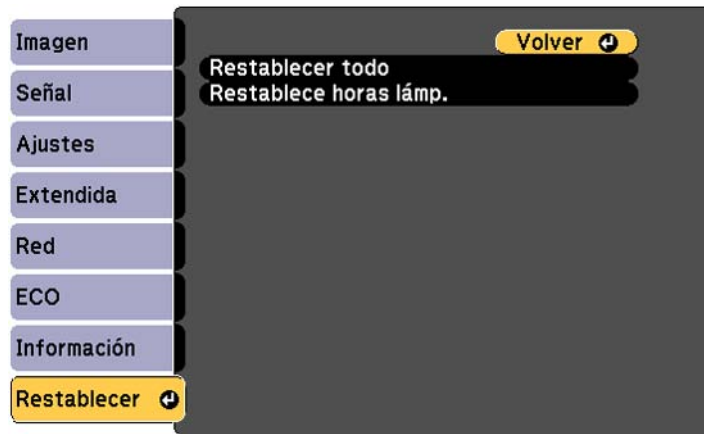 Imagen
Señal
Ajustes
Extendida
Red
ECO
Información
Restablecer
Volver
Restablecer todo
Restablece horas lámp.